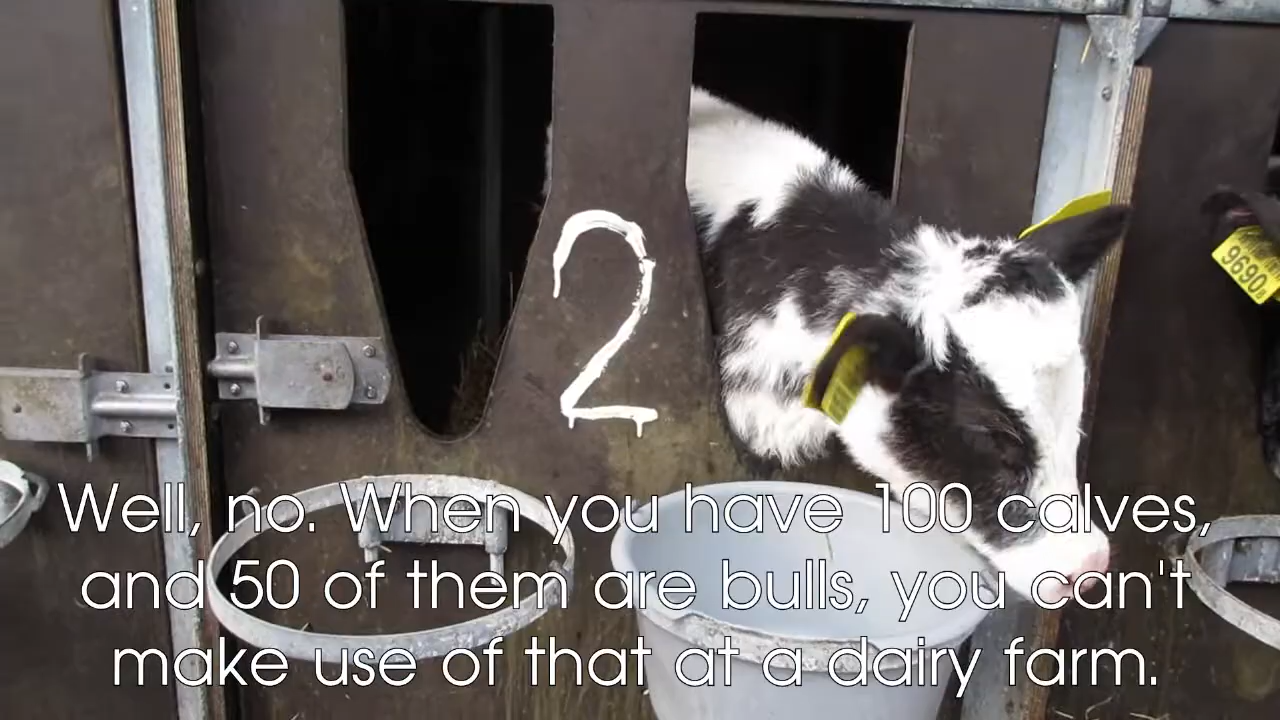 2
9690
Well, no. When you have 100 calves,
and 50 of them are bulls, you can't
make use of that at a dairy farm.